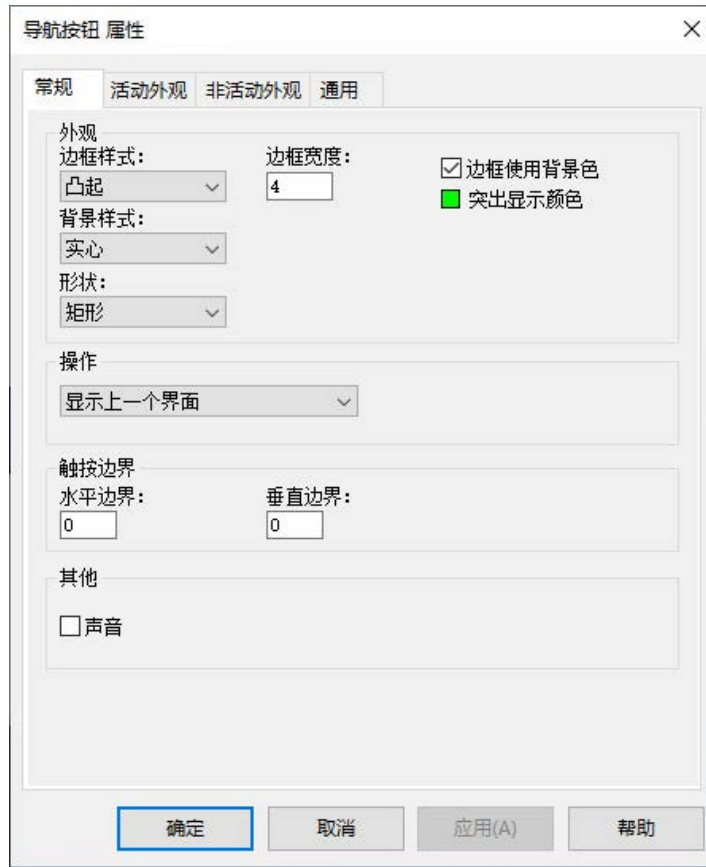 导航按钮 属性
常规 活动外观 非活动外观 通用
外观
边框样式: 边框宽度:
凸起 4 边框使用背景色
背景样式: 突出显示颜色
实心
形状:
矩形
操作
显示上一个界面
触按边界
水平边界: 垂直边界:
0 0
其他
声音
确定 取消 应用(A) 帮助